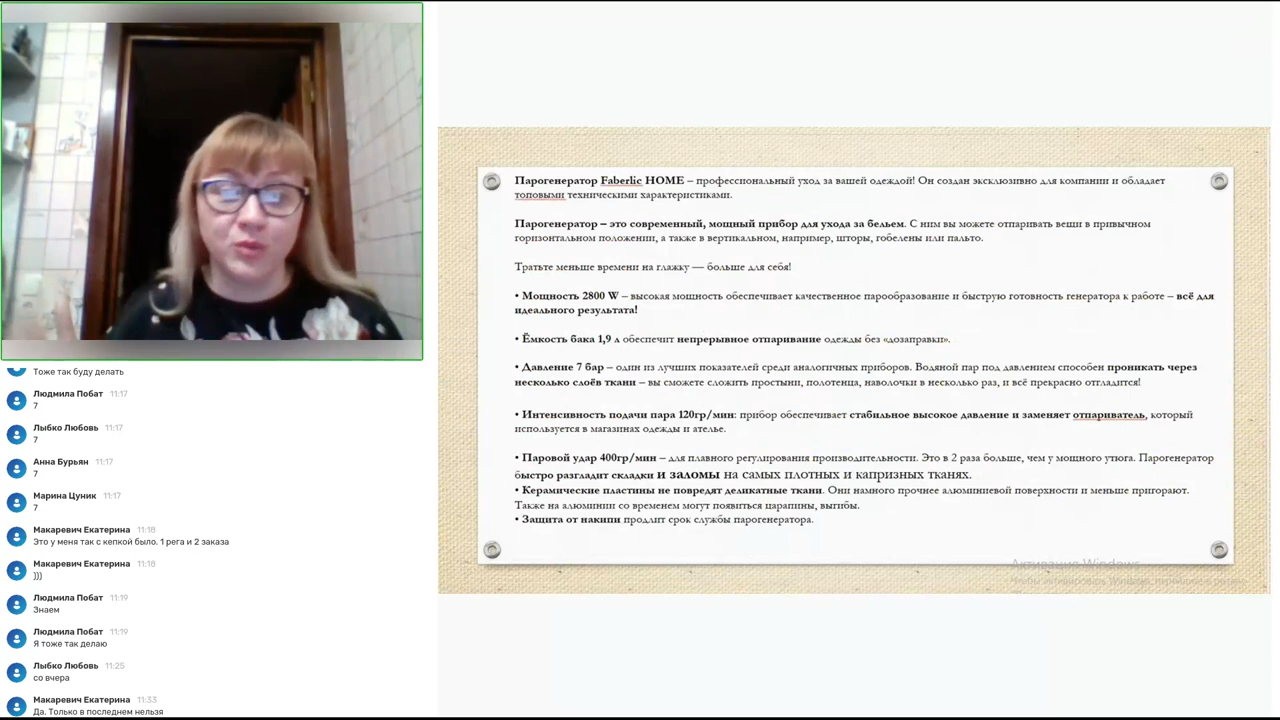 Тоже так буду делать
Людмила Побат 11:17
7
Лыбко Любовь 11:17
7
Анна Бурьян 11:17
7
Марина Цуник 11:17
7
Макаревич Екатерина 11:18
Это у меня так с кепкой было. 1 рега и 2 заказа
Макаревич Екатерина 11:18
)))
Людмила Побат 11:19
Знаем
Людмила Побат 11:19
Я тоже так делаю
Лыбко Любовь 11:25
со вчера
Макаревич Екатерина 11:33
Да. Только в последнем нельзя
Парогенератор Faberlic HOME – профессиональный уход за вашей одеждой! Он создан эксклюзивно для компании и обладает
топовыми техническими характеристиками.
Парогенератор – это современный, мощный прибор для ухода за бельем. С ним вы можете отпаривать вещи в привычном
горизонтальном положении, а также в вертикальном, например, шторы, гобелены или пальто.
Тратьте меньше времени на глажку — больше для себя!
• Мощность 2800 W – высокая мощность обеспечивает качественное парообразование и быструю готовность генератора к работе – всё для
идеального результата!
• Ёмкость бака 1,9 л обеспечит непрерывное отпаривание одежды без «дозаправки».
• Давление 7 бар – один из лучших показателей среди аналогичных приборов. Водяной пар под давлением способен проникать через
несколько слоёв ткани – вы сможете сложить простыни, полотенца, наволочки в несколько раз, и всё прекрасно отгладится!
• Интенсивность подачи пара 120гр/мин: прибор обеспечивает стабильное высокое давление и заменяет отпариватель, который
используется в магазинах одежды и ателье.
• Паровой удар 400гр/мин – для плавного регулирования производительности. Это в 2 раза больше, чем у мощного утюга. Парогенератор
быстро разгладит складки и заломы на самых плотных и капризных тканях.
• Керамические пластины не повредят деликатные ткани. Они намного прочнее алюминиевой поверхности и меньше пригорают.
Также на алюминии со временем могут появиться царапины, выгибы.
• Защита от накипи продлит срок службы парогенератора.
Активация Windows